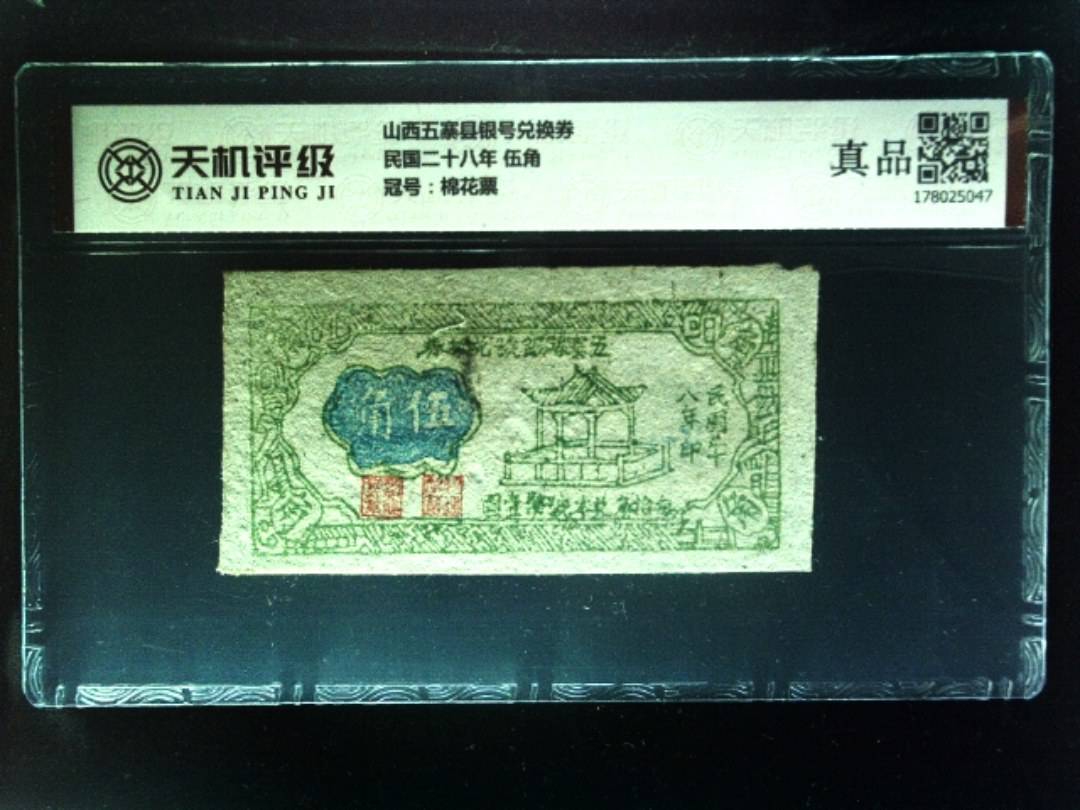 天机评级
TIAN JI PING JI
山西五寨县银号兑换券
民国二十八年 伍角
冠号：棉花票
真品
178025047
角伍
民國二十
八年印